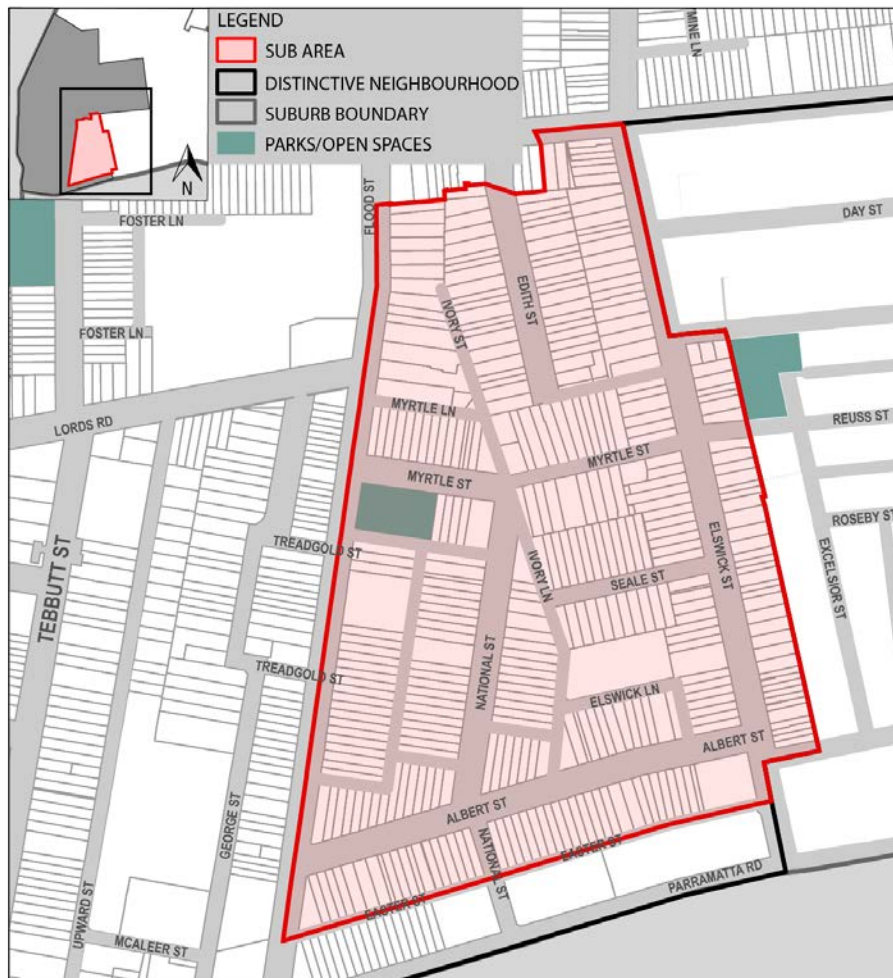 LEGEND
SUB AREA
DISTINCTIVE NEIGHBOURHOOD
SUBURB BOUNDARY
PARKS/OPEN SPACES
N
MINE LN
FOSTER LN
FLOOD ST
DAY ST
EDITH ST
IVORY ST
FOSTER LN
MYRTLE LN
LORDS RD
REUSS ST
MYRTLE ST
MYRTLE ST
ROSEBY ST
TREADGOLD ST
IVORY LN
ELSWICK ST
EXCELSIOR ST
TEBBUTT ST
SEALE ST
TREADGOLD ST
NATIONAL ST
ELSWICK LN
ALBERT ST
ALBERT ST
GEORGE ST
NATIONAL ST
EASTER ST
PARRAMATTA RD
EASTER ST
UPWARD ST
MCALEER ST